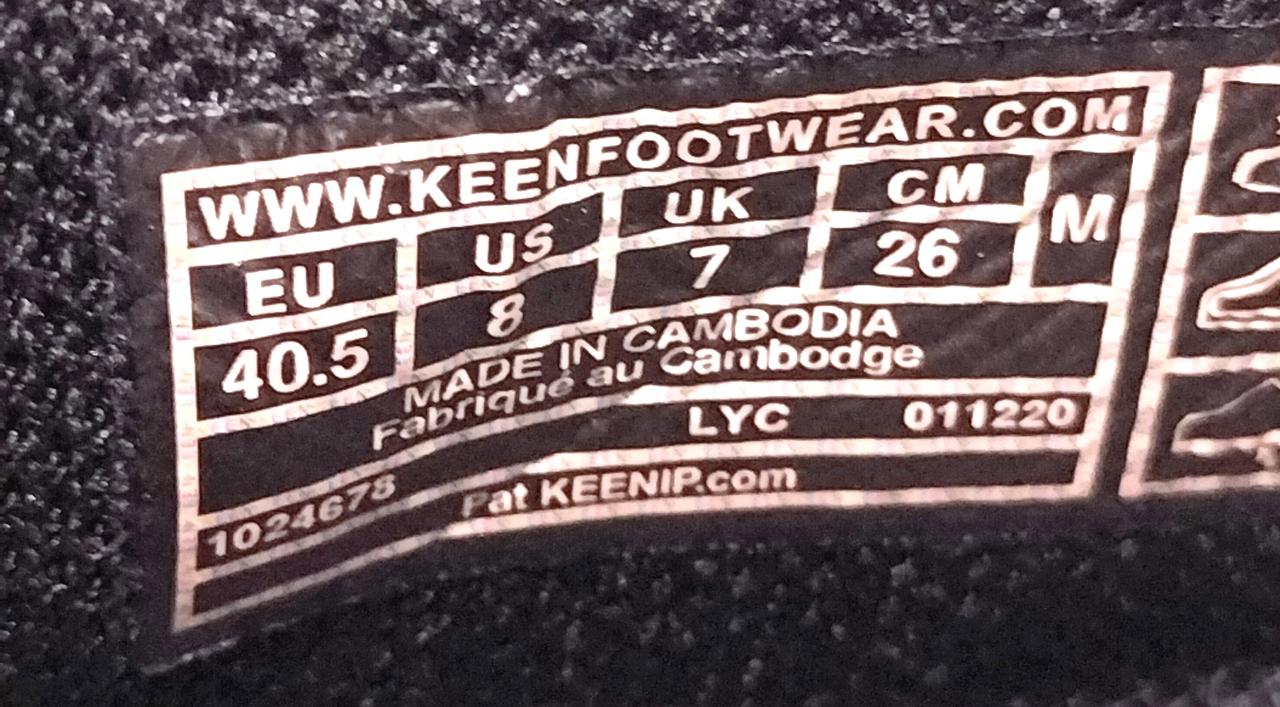 WWW.KEENFOOTWEAR.COM
EU US UK CM M
40.5 8 7 26
MADE IN CAMBODIA
Fabriqué au Cambodge
1024678 LYC 011220
Pat KEENIP.com